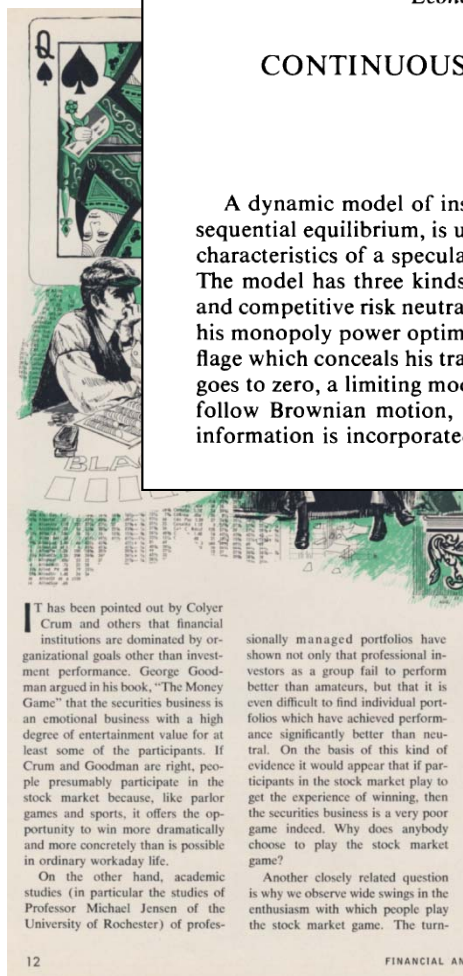 Q
Econo
CONTINUOUS
A dynamic model of ins
sequential equilibrium, is u
characteristics of a specula
The model has three kinds
and competitive risk neutra
his monopoly power optim
flage which conceals his tra
goes to zero, a limiting mod
follow Brownian motion,
information is incorporate
BLA
IT has been pointed out by Colyer
Crum and others that financial
institutions are dominated by or-
ganizational goals other than invest-
ment performance. George Good-
man argued in his book, "The Money
Game" that the securities business is
an emotional business with a high
degree of entertainment value for at
least some of the participants. If
Crum and Goodman are right, peo-
ple presumably participate in the
stock market because, like parlor
games and sports, it offers the op-
portunity to win more dramatically
and more concretely than is possible
in ordinary workaday life.
On the other hand, academic
studies (in particular the studies of
Professor Michael Jensen of the
University of Rochester) of profes-
sionally managed portfolios have
shown not only that professional in-
vestors as a group fail to perform
better than amateurs, but that it is
even difficult to find individual port-
folios which have achieved perform-
ance significantly better than neu-
tral. On the basis of this kind of
evidence it would appear that if par-
ticipants in the stock market play to
get the experience of winning, then
the securities business is a very poor
game indeed. Why does anybody
choose to play the stock market
game?
Another closely related question
is why we observe wide swings in the
enthusiasm with which people play
the stock market game. The turn-
12
FINANCIAL AN